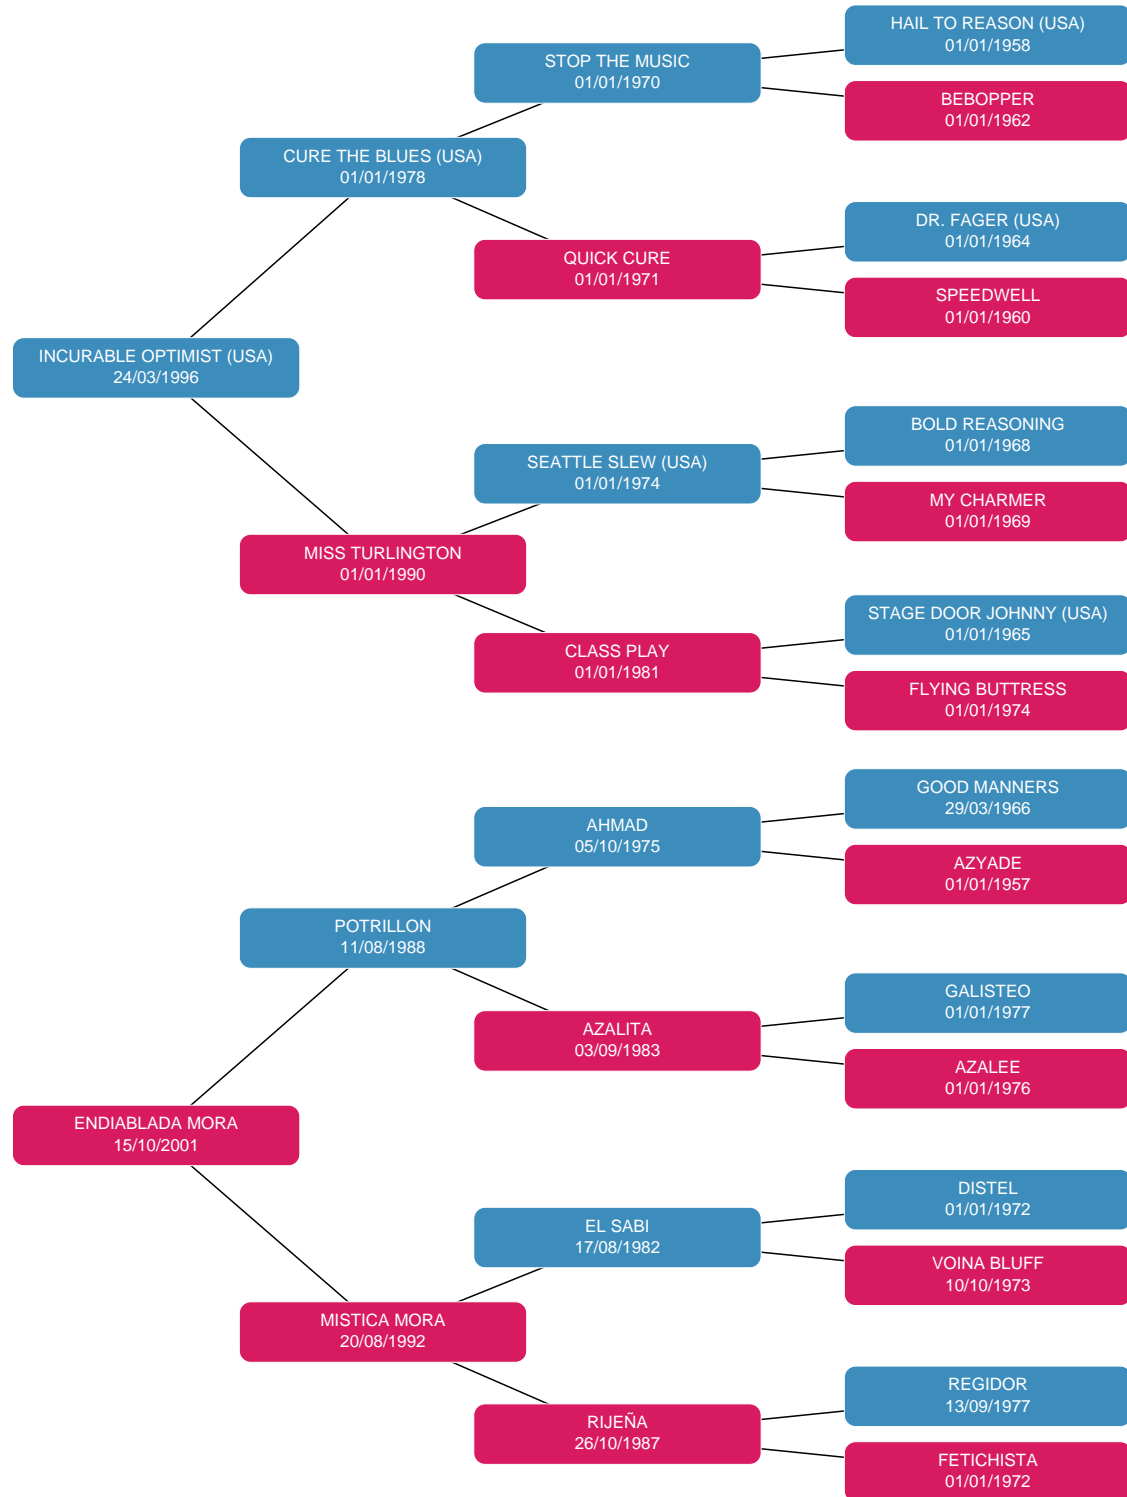 HAIL TO REASON (USA)
01/01/1958
STOP THE MUSIC
01/01/1970
BEBOPPER
01/01/1962
CURE THE BLUES (USA)
01/01/1978
DR. FAGER (USA)
01/01/1964
QUICK CURE
01/01/1971
SPEEDWELL
01/01/1960
INCURABLE OPTIMIST (USA)
24/03/1996
BOLD REASONING
01/01/1968
SEATTLE SLEW (USA)
01/01/1974
MY CHARMER
01/01/1969
MISS TURLINGTON
01/01/1990
STAGE DOOR JOHNNY (USA)
01/01/1965
CLASS PLAY
01/01/1981
FLYING BUTTRESS
01/01/1974
GOOD MANNERS
29/03/1966
AHMAD
05/10/1975
AZYADE
01/01/1957
POTRILLON
11/08/1988
GALISTEO
01/01/1977
AZALITA
03/09/1983
AZALEE
01/01/1976
ENDIABLADA MORA
15/10/2001
DISTEL
01/01/1972
EL SABI
17/08/1982
VOINA BLUFF
10/10/1973
MISTICA MORA
20/08/1992
REGIDOR
13/09/1977
RIJEÑA
26/10/1987
FETICHISTA
01/01/1972